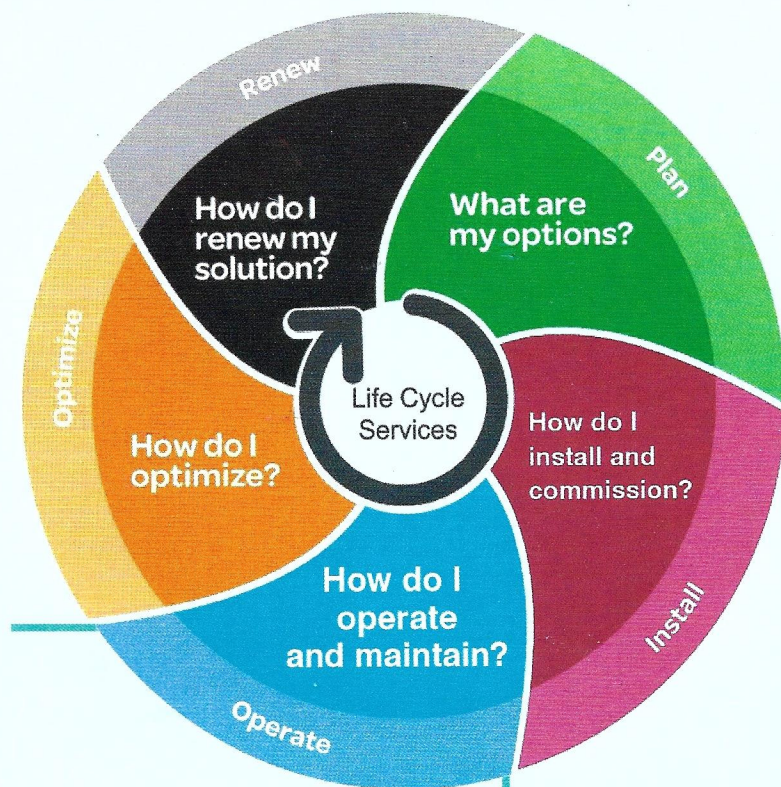 Renew
How do I
renew my
solution?
Plan
What are
my options?
Life Cycle
Services
How do I
install and
commission?
Install
How do I
operate
and maintain?
Operate
How do I
optimize?
Optimize